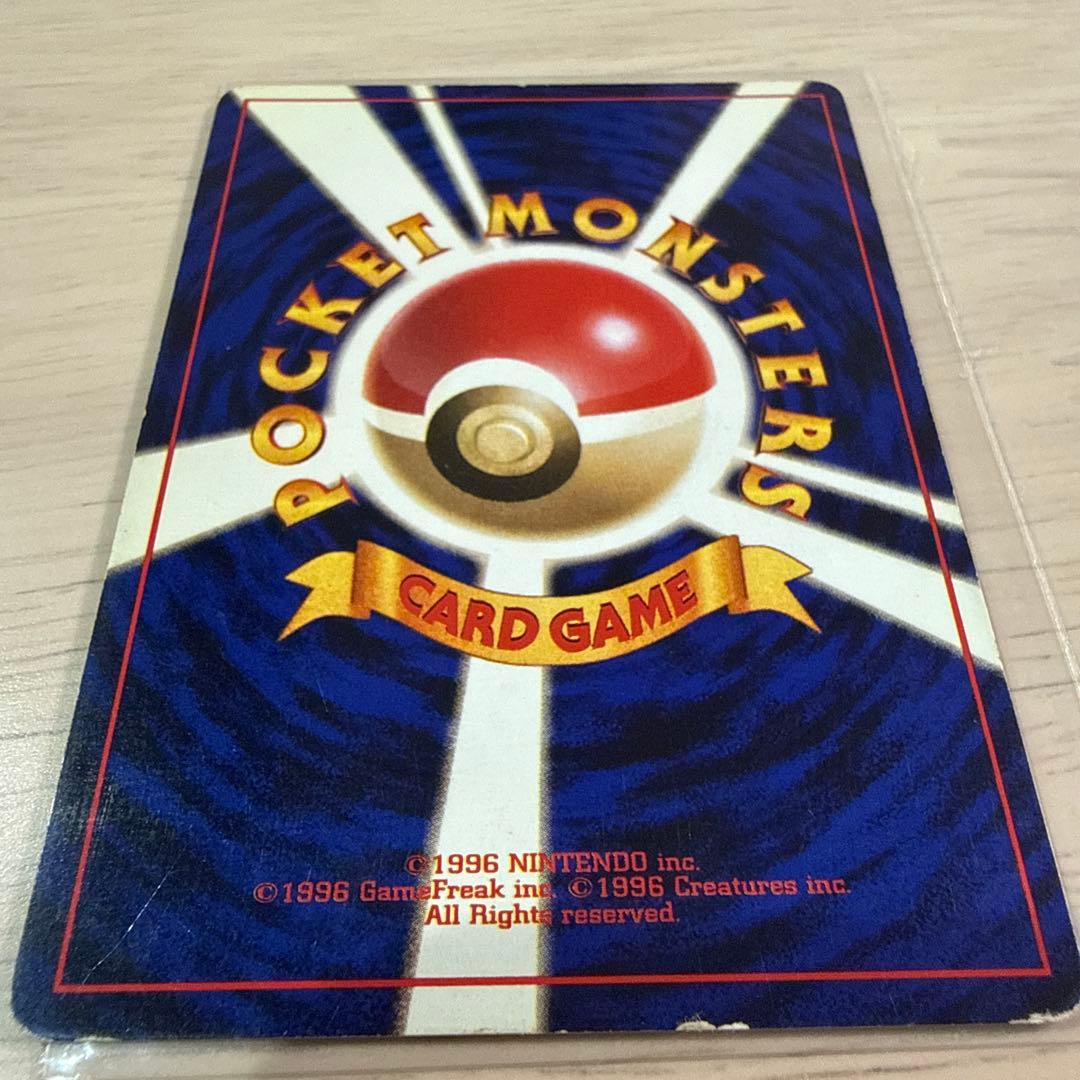 POCKET MONSTERS
CARD GAME
©1996 NINTENDO inc.
©1996 GameFreak inc. ©1996 Creatures inc.
All Rights reserved.